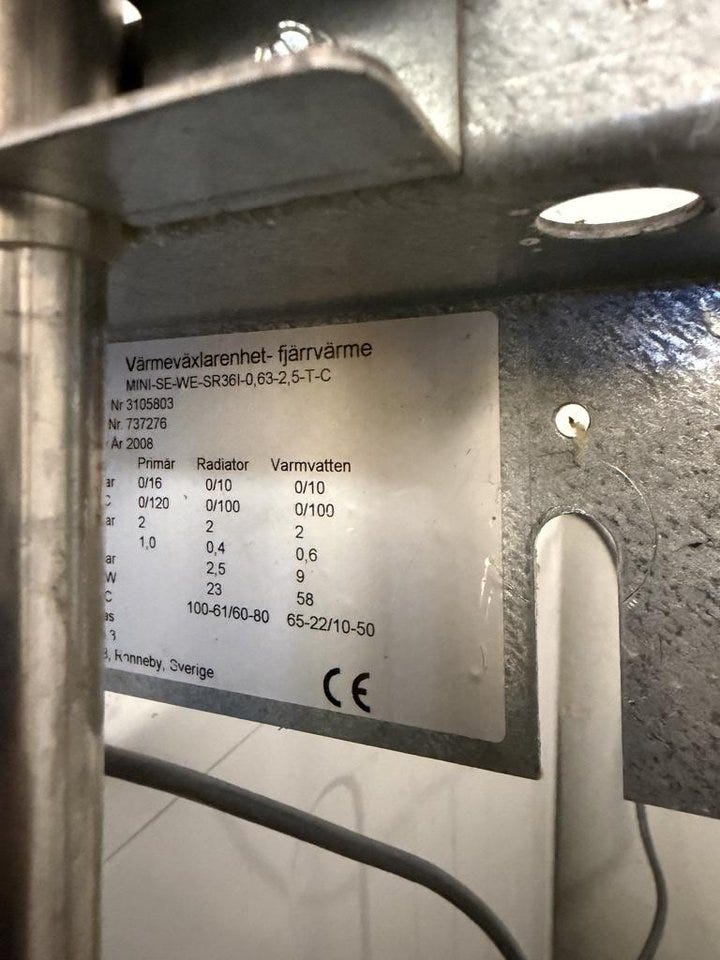 Värmeväxlarenhet- fjärrvärme
MINI-SE-WE-SR36I-0,63-2,5-T-C
Nr 3105803
Nr. 737276
År 2008
Primär Radiator Varmvatten
ar 0/16 0/10 0/10
C 0/120 0/100 0/100
ar 2 2 2
1,0 0,4 0,6
ar 2,5 9
W 23 58
C 100-61/60-80 65-22/10-50
as
3
3, Ronneby, Sverige
CE